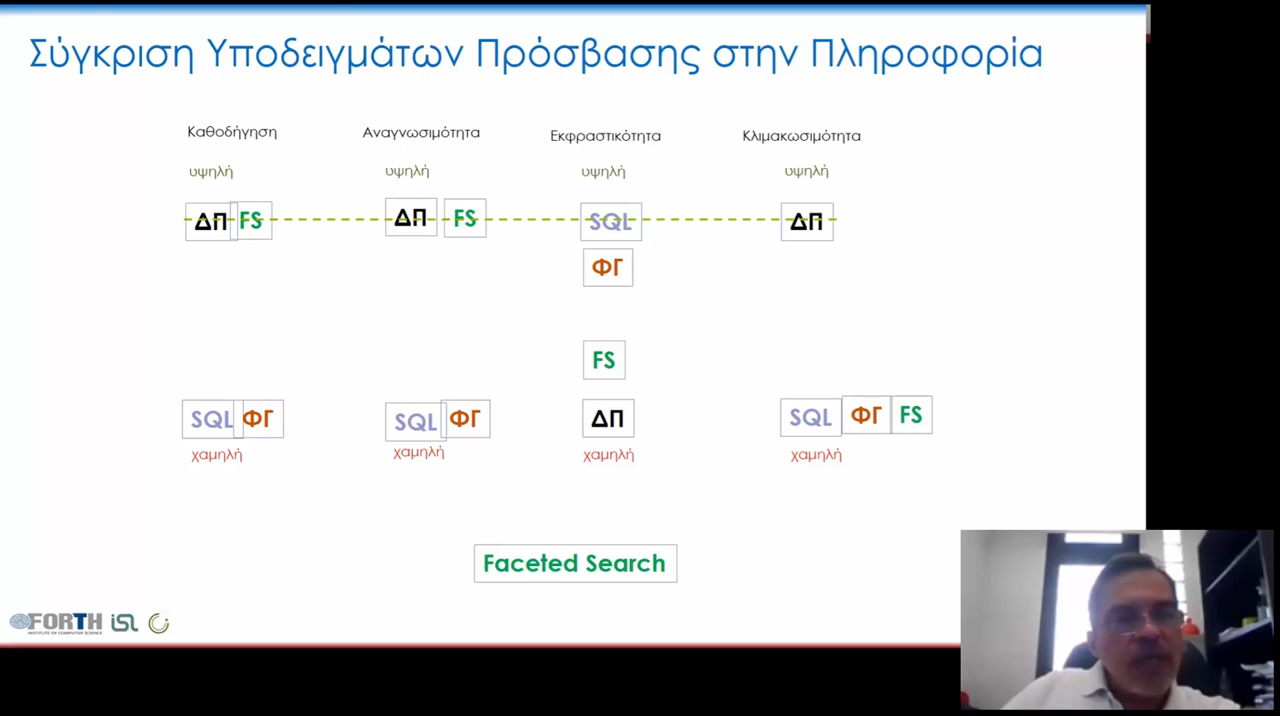 Σύγκριση Υποδειγμάτων Πρόσβασης στην Πληροφορία
Καθοδήγηση Αναγνωσιμότητα Εκφραστικότητα Κλιμακωσιμότητα
υψηλή υψηλή υψηλή υψηλή
ΔΠ FS ΔΠ FS SQL ΔΠ
ΦΓ
FS
SQL ΦΓ SQL ΦΓ ΔΠ SQL ΦΓ FS
χαμηλή χαμηλή χαμηλή χαμηλή
Faceted Search
FORTH isl
INSTITUTE OF COMPUTER SCIENCE